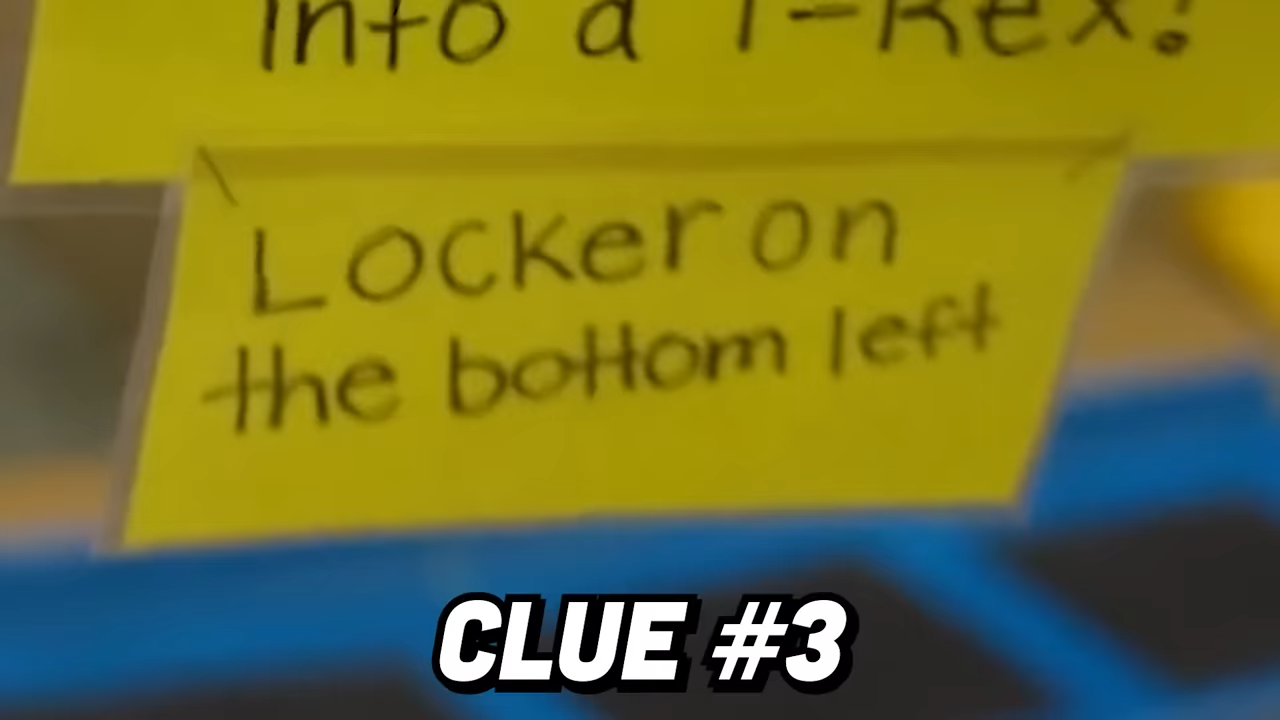 into a T-Rex!
Locker on
the bottom left
CLUE #3